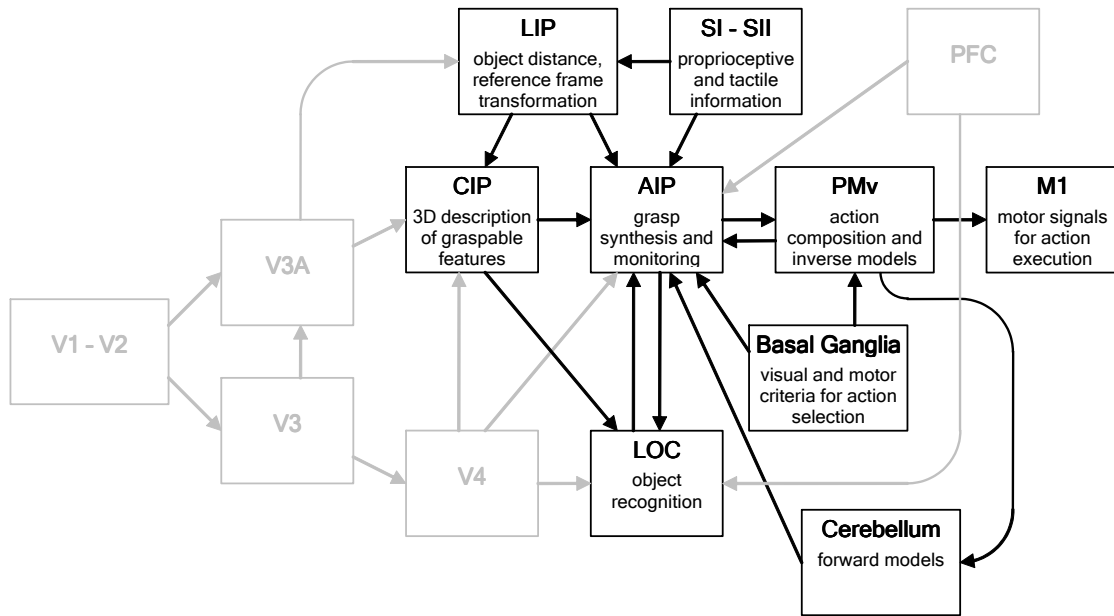 LIP
object distance,
reference frame
transformation
SI - SII
proprioceptive
and tactile
information
PFC
CIP
3D description
of graspable
features
AIP
grasp
synthesis and
monitoring
PMv
action
composition and
inverse models
M1
motor signals
for action
execution
V3A
V1 - V2
Basal Ganglia
visual and motor
criteria for action
selection
V3
V4
LOC
object
recognition
Cerebellum
forward models